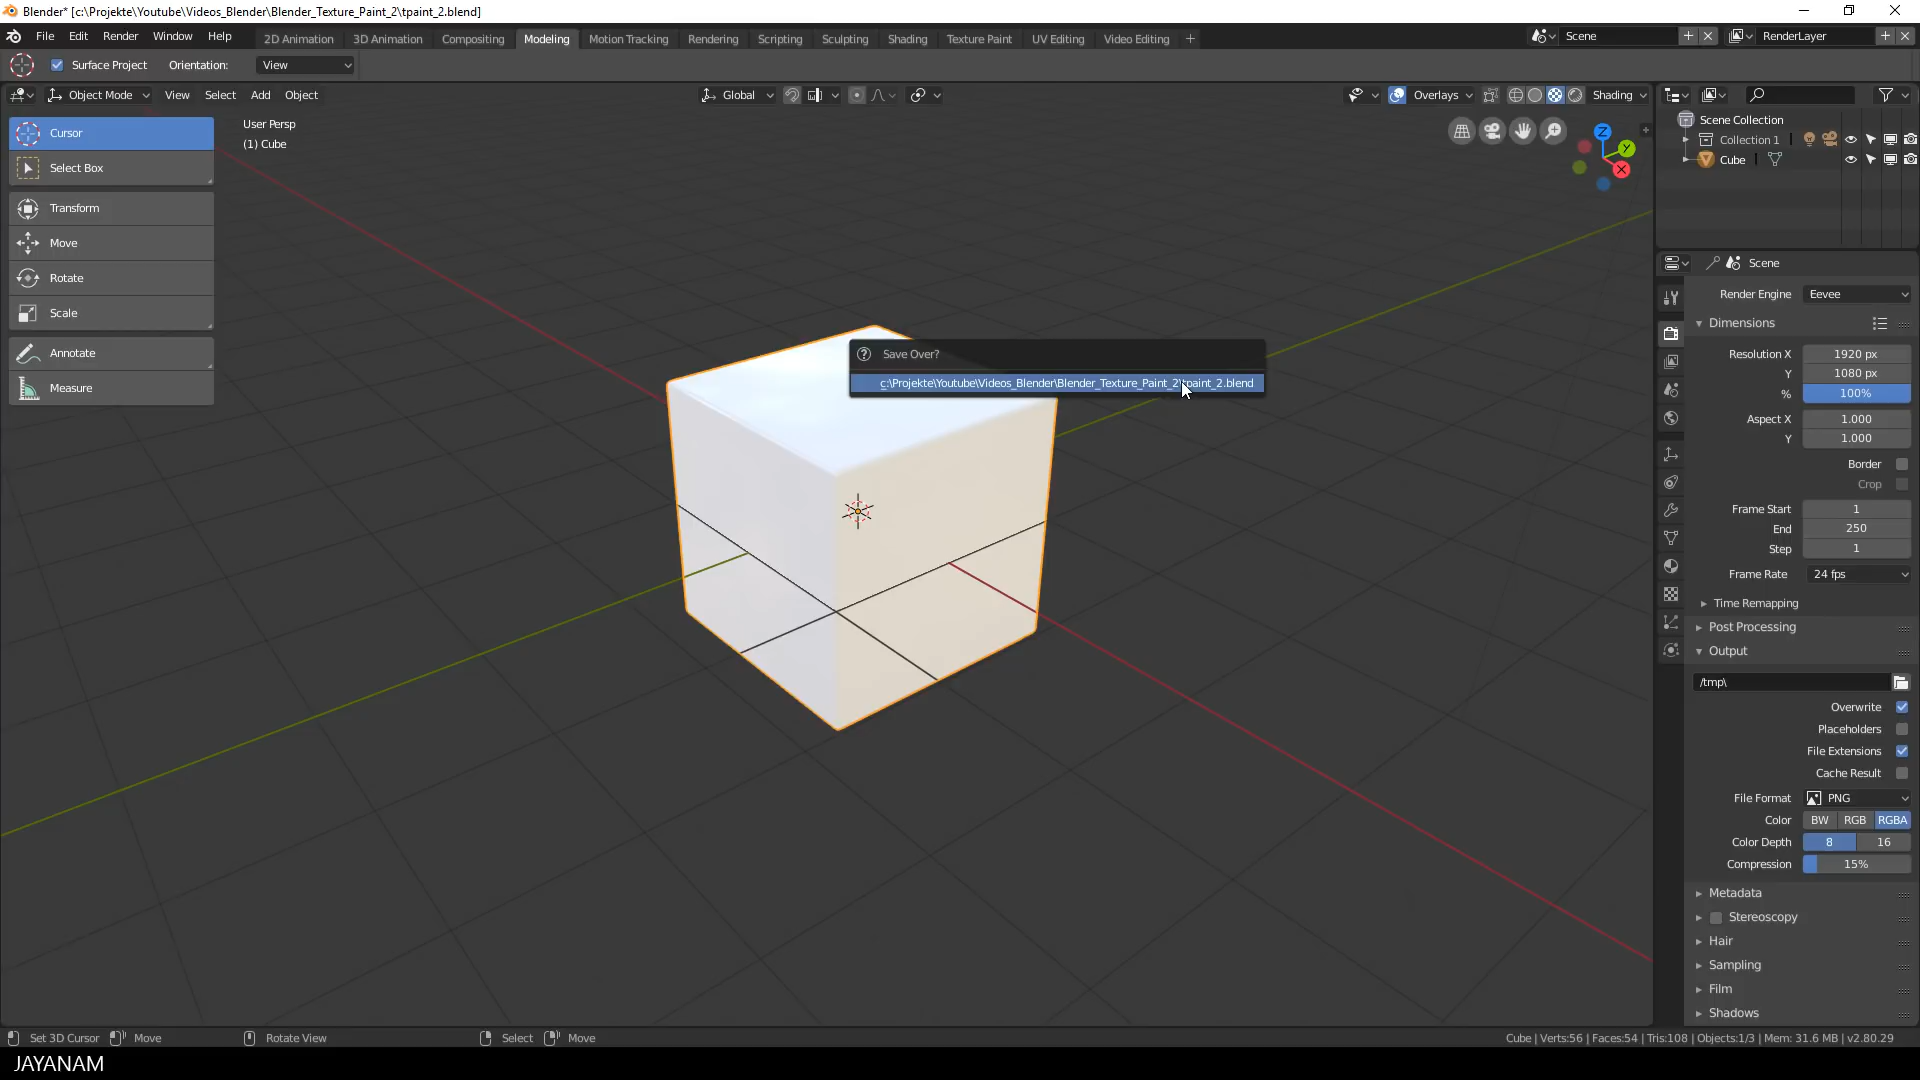 Blender* [c:\Projekte\Youtube\Videos_Blender\Blender_Texture_Paint_2\tpaint_2.blend]
File Edit Render Window Help 2D Animation 3D Animation Compositing Modeling Motion Tracking Rendering Scripting Sculpting Shading Texture Paint UV Editing Video Editing + Scene RenderLayer
Surface Project Orientation: View
Object Mode View Select Add Object Global Overlays Shading
Cursor
Select Box
Transform
Move
Rotate
Scale
Annotate
Measure
User Persp
(1) Cube
Z
Y
X
Save Over?
c:\Projekte\Youtube\Videos_Blender\Blender_Texture_Paint_2\tpaint_2.blend
Scene Collection
Collection 1
Cube
Scene
Render Engine Eevee
Dimensions
Resolution X 1920 px
Y 1080 px
% 100%
Aspect X 1.000
Y 1.000
Border
Crop
Frame Start 1
End 250
Step 1
Frame Rate 24 fps
Time Remapping
Post Processing
Output
/tmp\
Overwrite
Placeholders
File Extensions
Cache Result
File Format PNG
Color BW RGB RGBA
Color Depth 8 16
Compression 15%
Metadata
Stereoscopy
Hair
Sampling
Film
Shadows
Set 3D Cursor Move Rotate View Select Move Cube | Verts:56 | Faces:54 | Tris:108 | Objects:1/3 | Mem: 31.6 MB | v2.80.29
JAYANAM